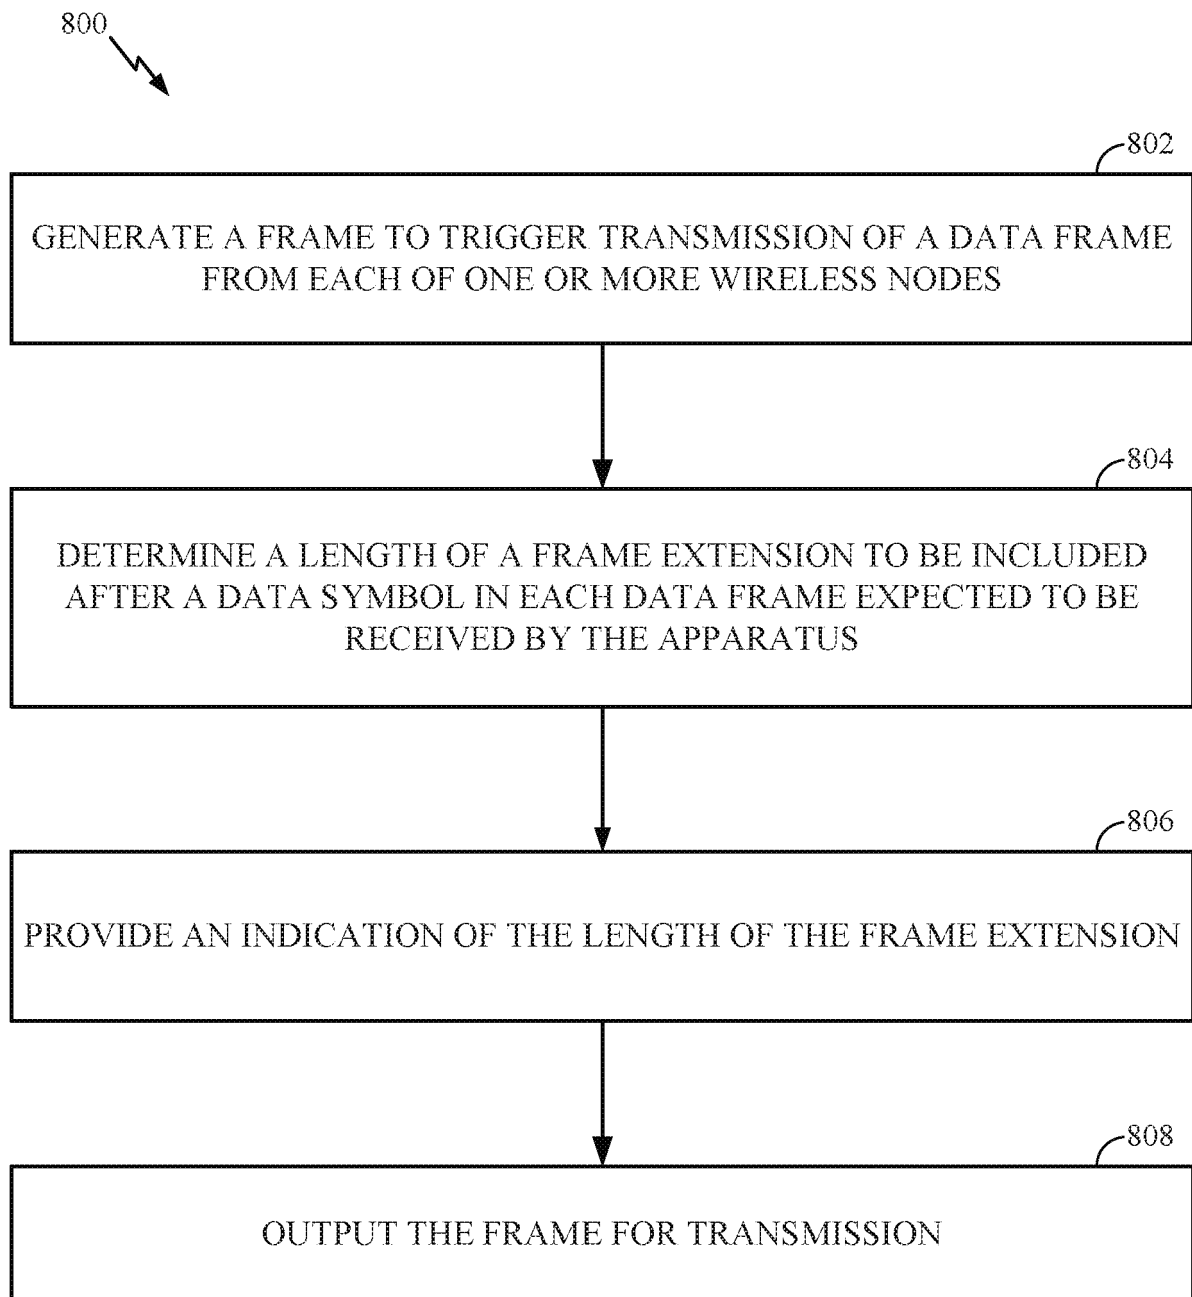 800
802
GENERATE A FRAME TO TRIGGER TRANSMISSION OF A DATA FRAME
FROM EACH OF ONE OR MORE WIRELESS NODES
804
DETERMINE A LENGTH OF A FRAME EXTENSION TO BE INCLUDED
AFTER A DATA SYMBOL IN EACH DATA FRAME EXPECTED TO BE
RECEIVED BY THE APPARATUS
806
PROVIDE AN INDICATION OF THE LENGTH OF THE FRAME EXTENSION
808
OUTPUT THE FRAME FOR TRANSMISSION